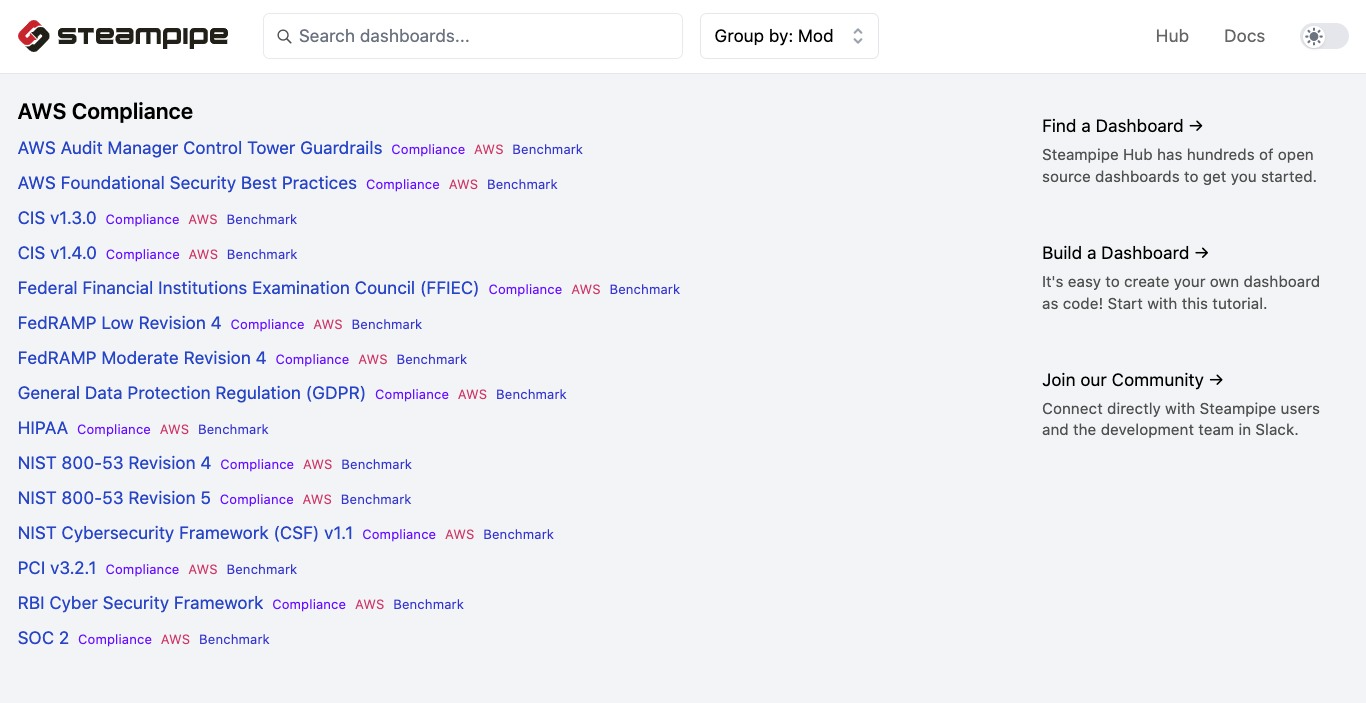 steampipe
Search dashboards...
Group by: Mod
Hub
Docs
AWS Compliance
AWS Audit Manager Control Tower Guardrails Compliance AWS Benchmark
AWS Foundational Security Best Practices Compliance AWS Benchmark
CIS v1.3.0 Compliance AWS Benchmark
CIS v1.4.0 Compliance AWS Benchmark
Federal Financial Institutions Examination Council (FFIEC) Compliance AWS Benchmark
FedRAMP Low Revision 4 Compliance AWS Benchmark
FedRAMP Moderate Revision 4 Compliance AWS Benchmark
General Data Protection Regulation (GDPR) Compliance AWS Benchmark
HIPAA Compliance AWS Benchmark
NIST 800-53 Revision 4 Compliance AWS Benchmark
NIST 800-53 Revision 5 Compliance AWS Benchmark
NIST Cybersecurity Framework (CSF) v1.1 Compliance AWS Benchmark
PCI v3.2.1 Compliance AWS Benchmark
RBI Cyber Security Framework Compliance AWS Benchmark
SOC 2 Compliance AWS Benchmark
Find a Dashboard →
Steampipe Hub has hundreds of open
source dashboards to get you started.
Build a Dashboard →
It's easy to create your own dashboard
as code! Start with this tutorial.
Join our Community →
Connect directly with Steampipe users
and the development team in Slack.